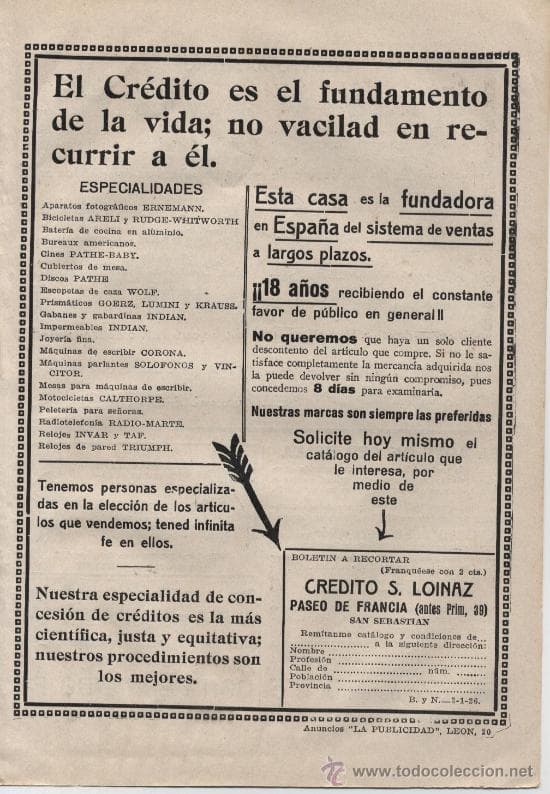 El Crédito es el fundamento
de la vida; no vacilad en re-
currir a él.
ESPECIALIDADES
Aparatos fotográficos ERNEMANN.
Bicicletas ARELI y RUDGE-WHITWORTH
Batería de cocina en aluminio.
Bureaux americanos.
Cines PATHE-BABY.
Cubiertos de mesa.
Discos PATHE
Escopetas de caza WOLF.
Prismáticos GOERZ, LUMINI y KRAUSS.
Gabanes y gabardinas INDIAN.
Impermeables INDIAN.
Joyería fina.
Máquinas de escribir CORONA.
Máquinas parlantes SOLOFONOS y VIN-
CITOR.
Mesas para máquinas de escribir.
Motocicletas CALTHORPE.
Peletería para señoras.
Radiotelefonía RADIO-MARTE.
Relojes INVAR y TAF.
Relojes de pared TRIUMPH.
Tenemos personas especializa-
das en la elección de los artícu-
los que vendemos; tened infinita
fe en ellos.
Nuestra especialidad de con-
cesión de créditos es la más
científica, justa y equitativa;
nuestros procedimientos son
los mejores.
Esta casa es la fundadora
en España del sistema de ventas
a largos plazos.
¡¡18 años recibiendo el constante
favor de público en general!!
No queremos que haya un solo cliente
descontento del artículo que compre. Si no le sa-
tisface completamente la mercancía adquirida nos
la puede devolver sin ningún compromiso, pues
concedemos 8 días para examinarla.
Nuestras marcas son siempre las preferidas
Solicite hoy mismo el
catálogo del artículo que
le interesa, por
medio de
este
BOLETIN A RECORTAR
(Franquéese con 2 cts.)
CREDITO S. LOINAZ
PASEO DE FRANCIA (antes Prim, 39)
SAN SEBASTIAN
Remítanme catálogo y condiciones de...
............ a la siguiente dirección:
Nombre ............
Profesión ............
Calle de ............ núm. ............
Población ............
Provincia ............
B. y N.—3-1-26.
Anuncios "LA PUBLICIDAD", LEON, 20
www.todocoleccion.net